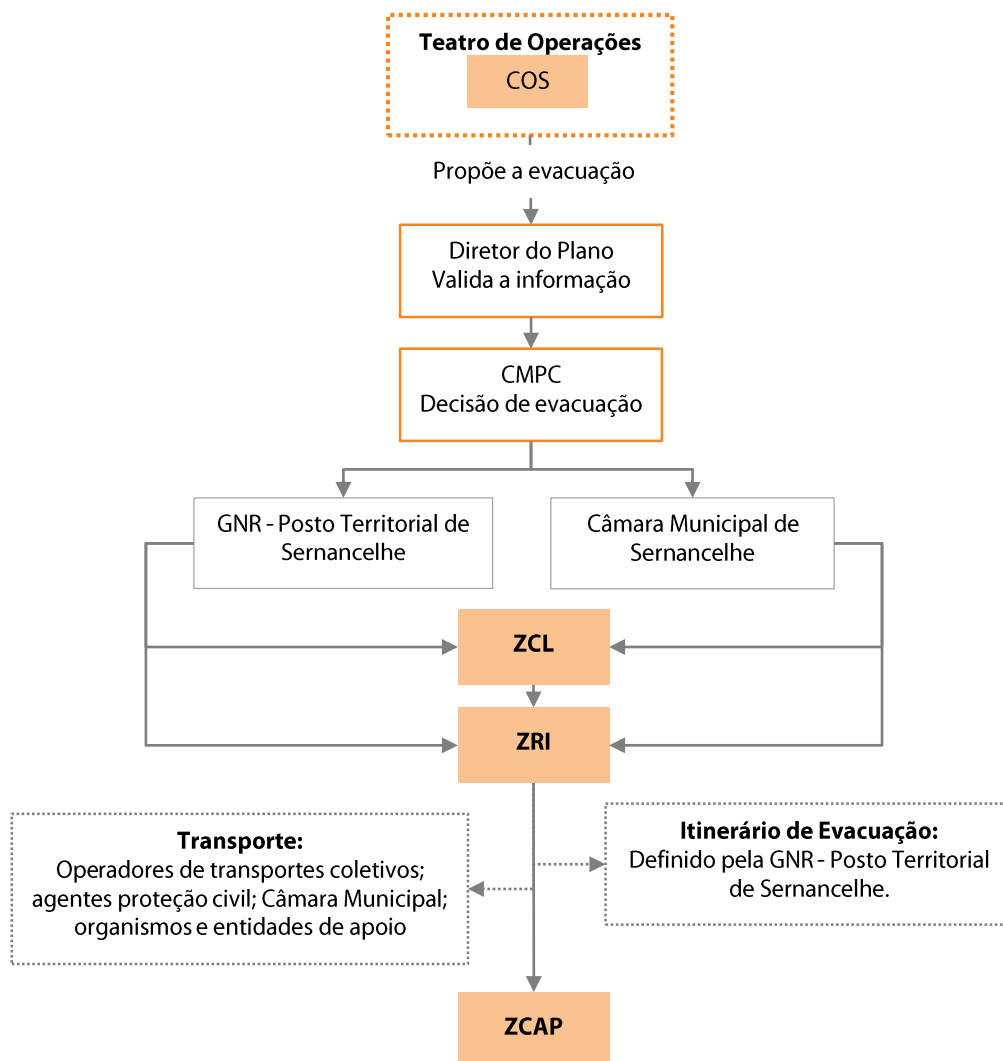 Teatro de Operações
COS
Propõe a evacuação
Diretor do Plano
Valida a informação
CMPC
Decisão de evacuação
GNR - Posto Territorial de
Sernancelhe
Câmara Municipal de
Sernancelhe
ZCL
ZRI
Transporte:
Operadores de transportes coletivos;
agentes proteção civil; Câmara Municipal;
organismos e entidades de apoio
Itinerário de Evacuação:
Definido pela GNR - Posto Territorial
de Sernancelhe.
ZCAP